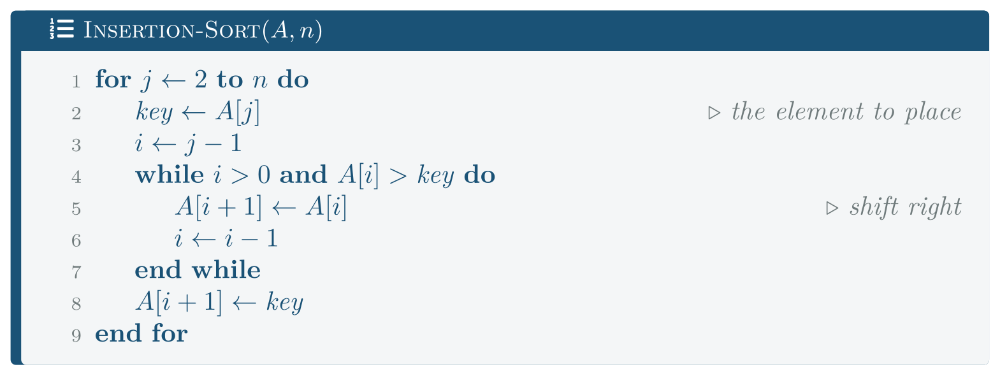 INSERTION-SORT(A, n)
1 for j ← 2 to n do
2 key ← A[j] ▷ the element to place
3 i ← j − 1
4 while i > 0 and A[i] > key do
5 A[i + 1] ← A[i] ▷ shift right
6 i ← i − 1
7 end while
8 A[i + 1] ← key
9 end for